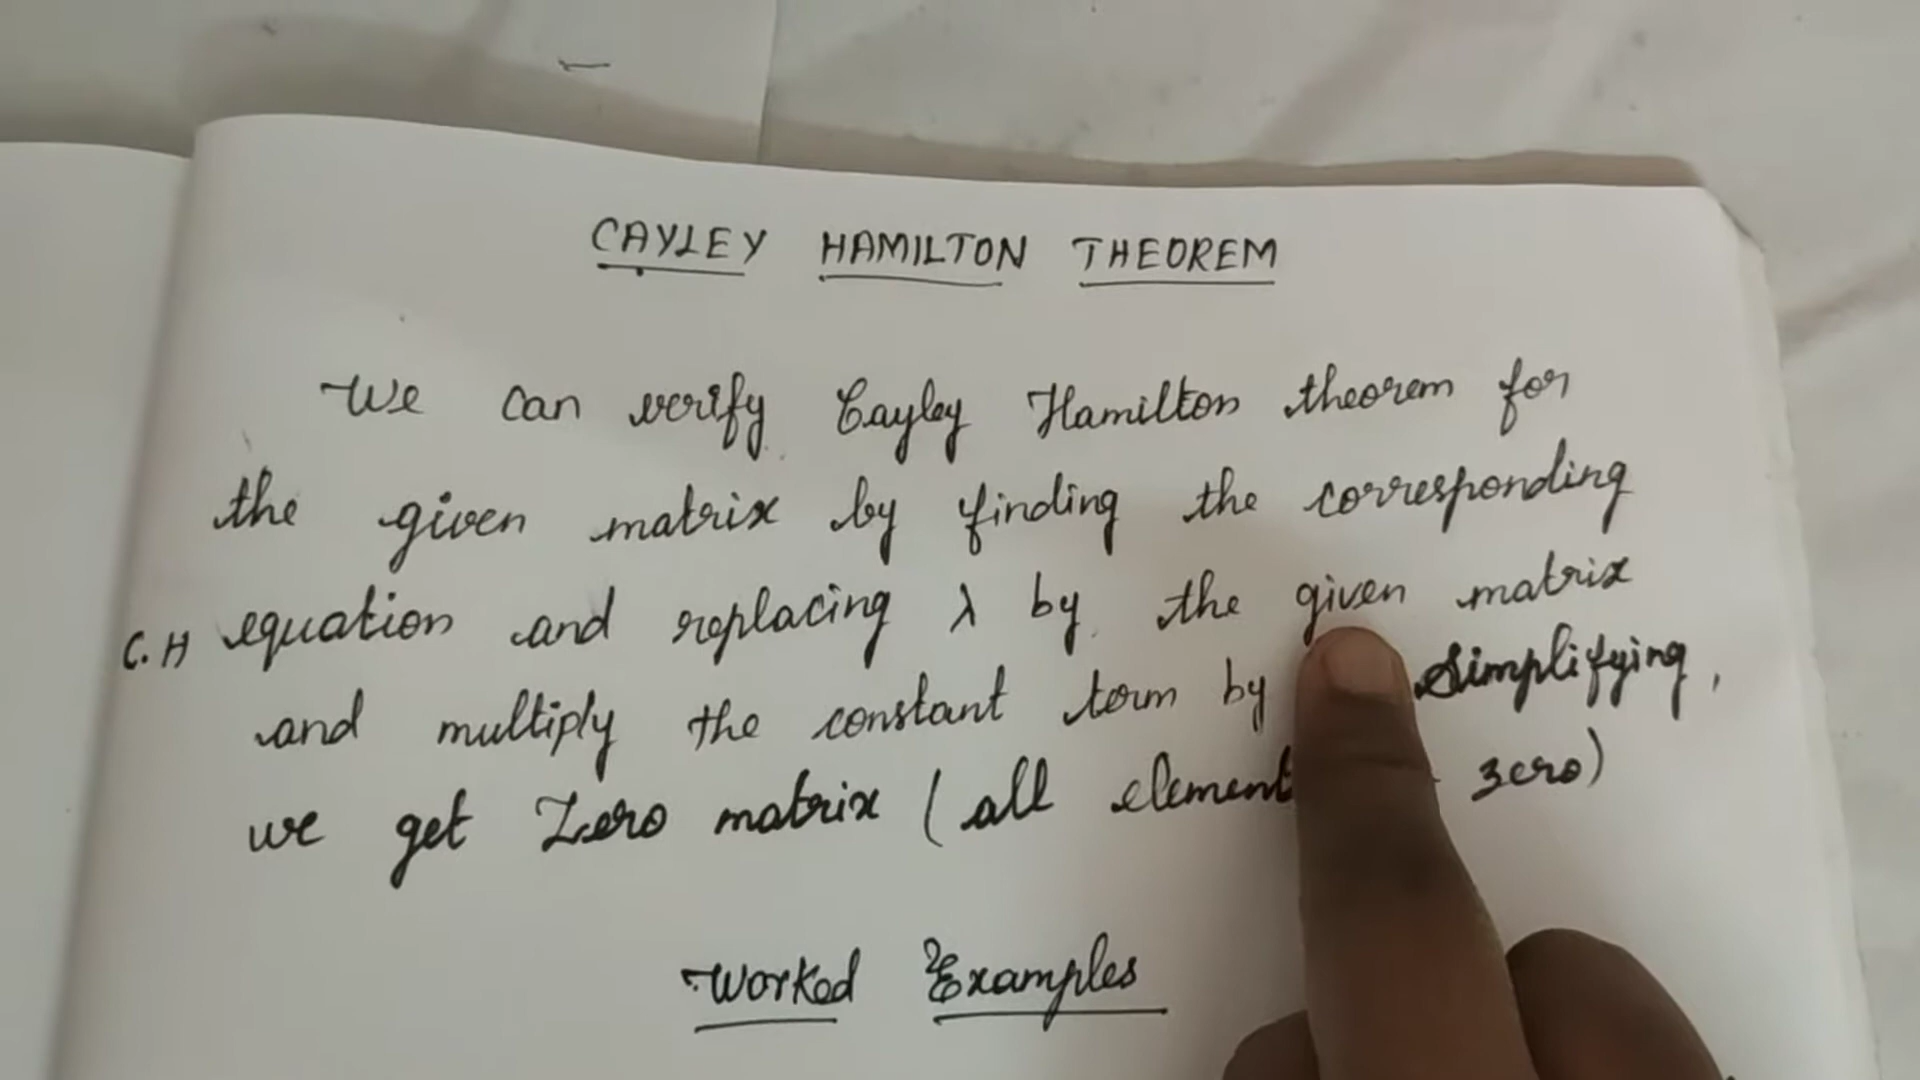 CAYLEY HAMILTON THEOREM
We can verify Cayley Hamilton theorem for
the given matrix by finding the corresponding
C.H equation and replacing λ by the given matrix
and multiply the constant term by simplifying,
we get Zero matrix (all element zero)
Worked Examples